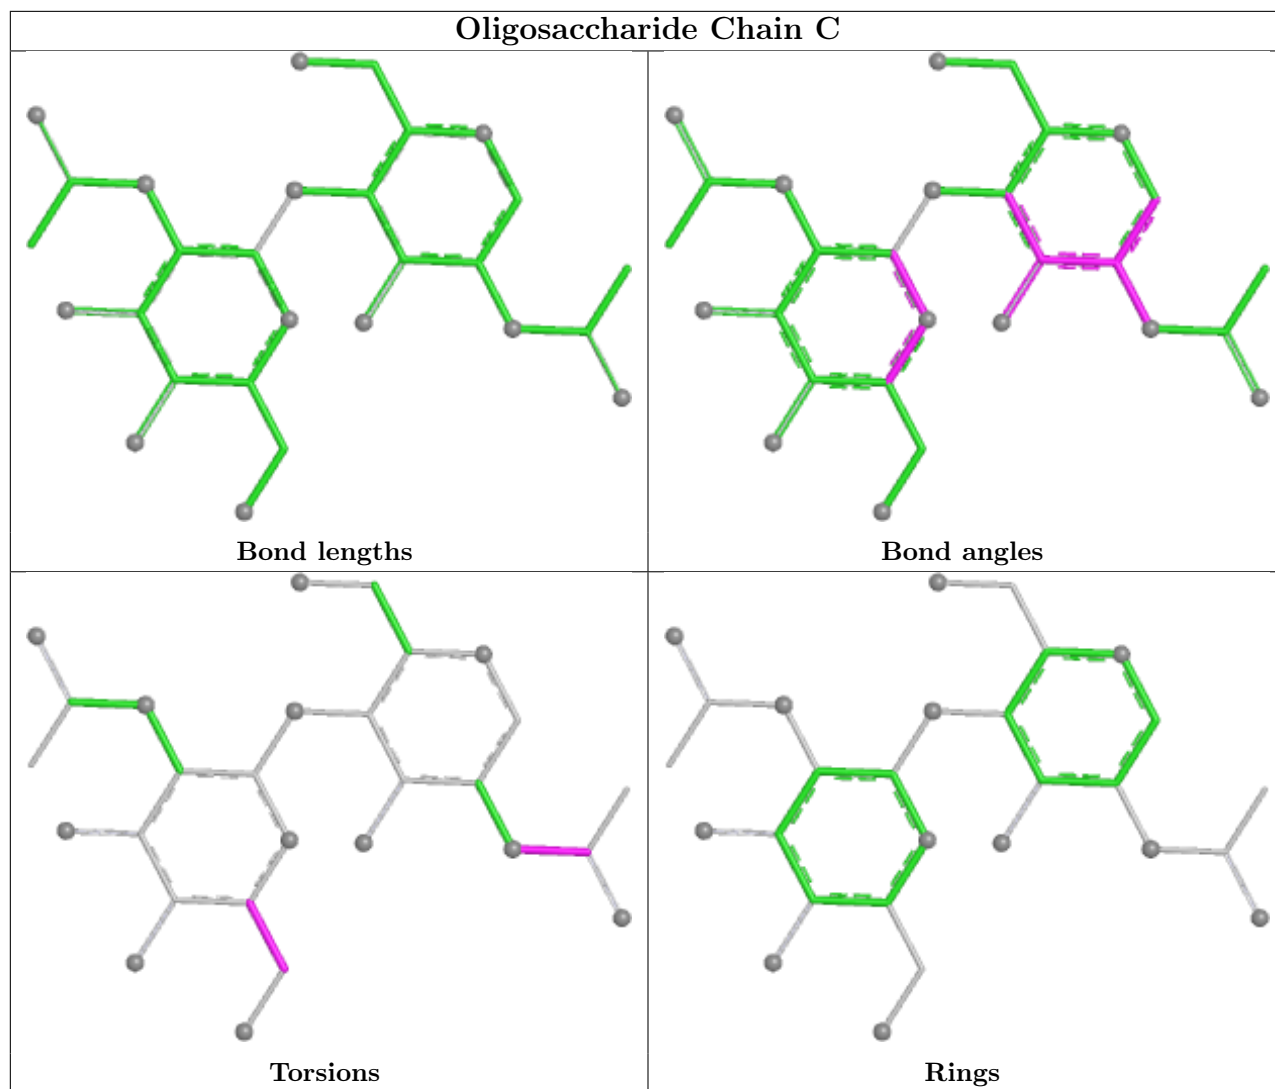 Oligosaccharide Chain C
Bond lengths
Bond angles
Torsions
Rings